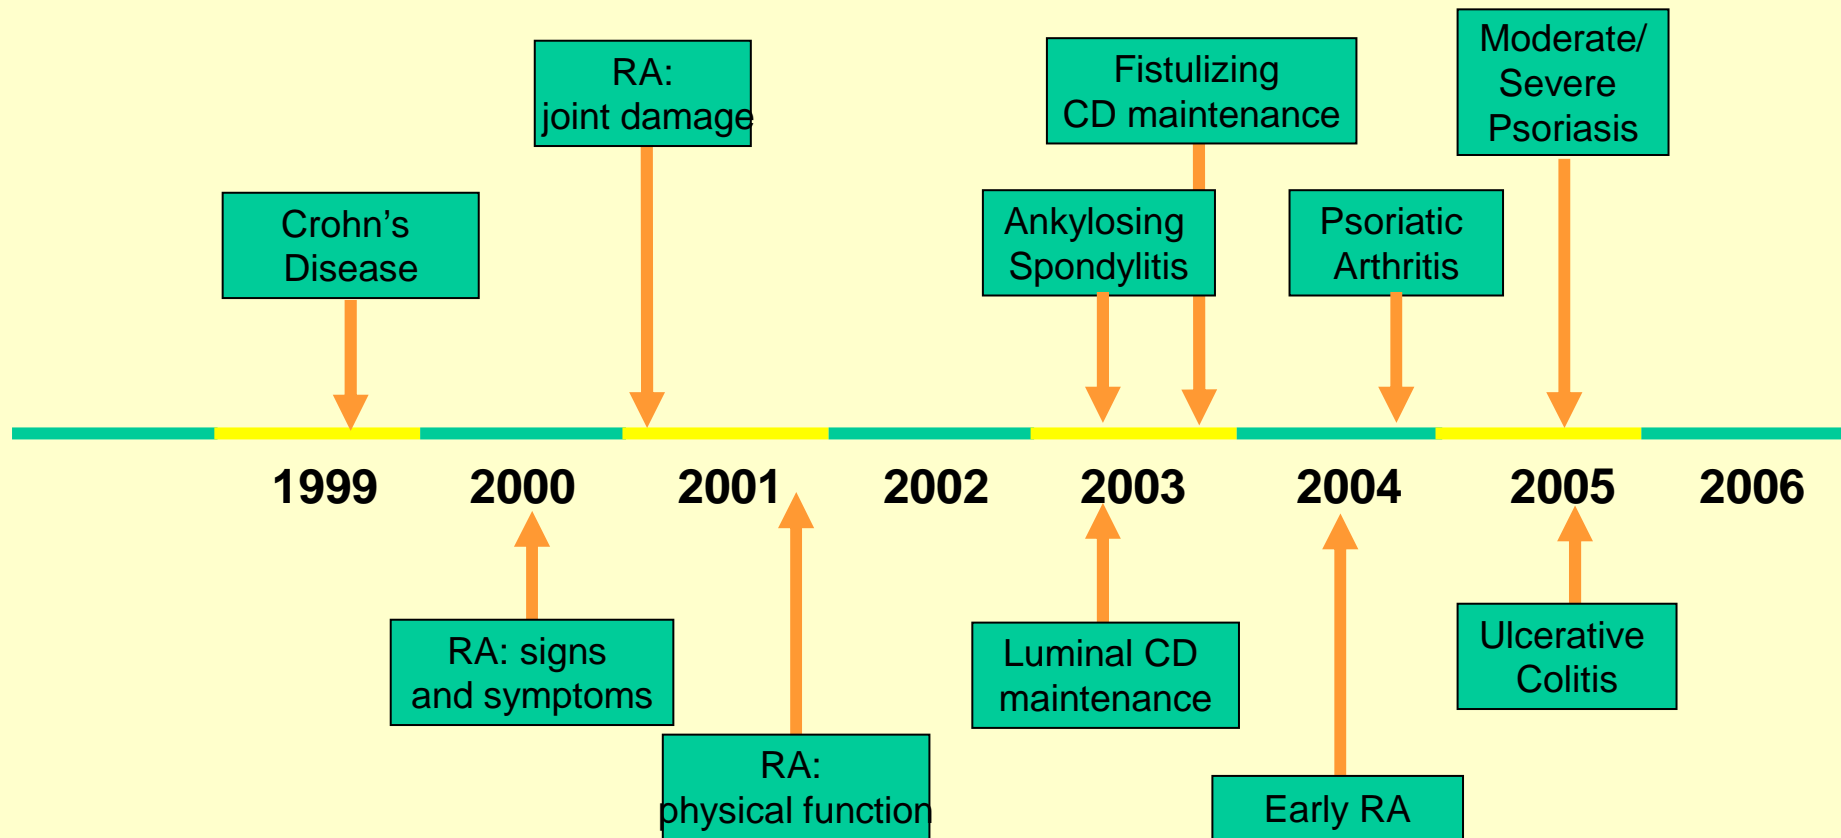 RA:
joint damage
Fistulizing
CD maintenance
Moderate/
Severe
Psoriasis
Crohn’s
Disease
Ankylosing
Spondylitis
Psoriatic
Arthritis
1999 2000 2001 2002 2003 2004 2005 2006
RA: signs
and symptoms
Luminal CD
maintenance
Ulcerative
Colitis
RA:
physical function
Early RA